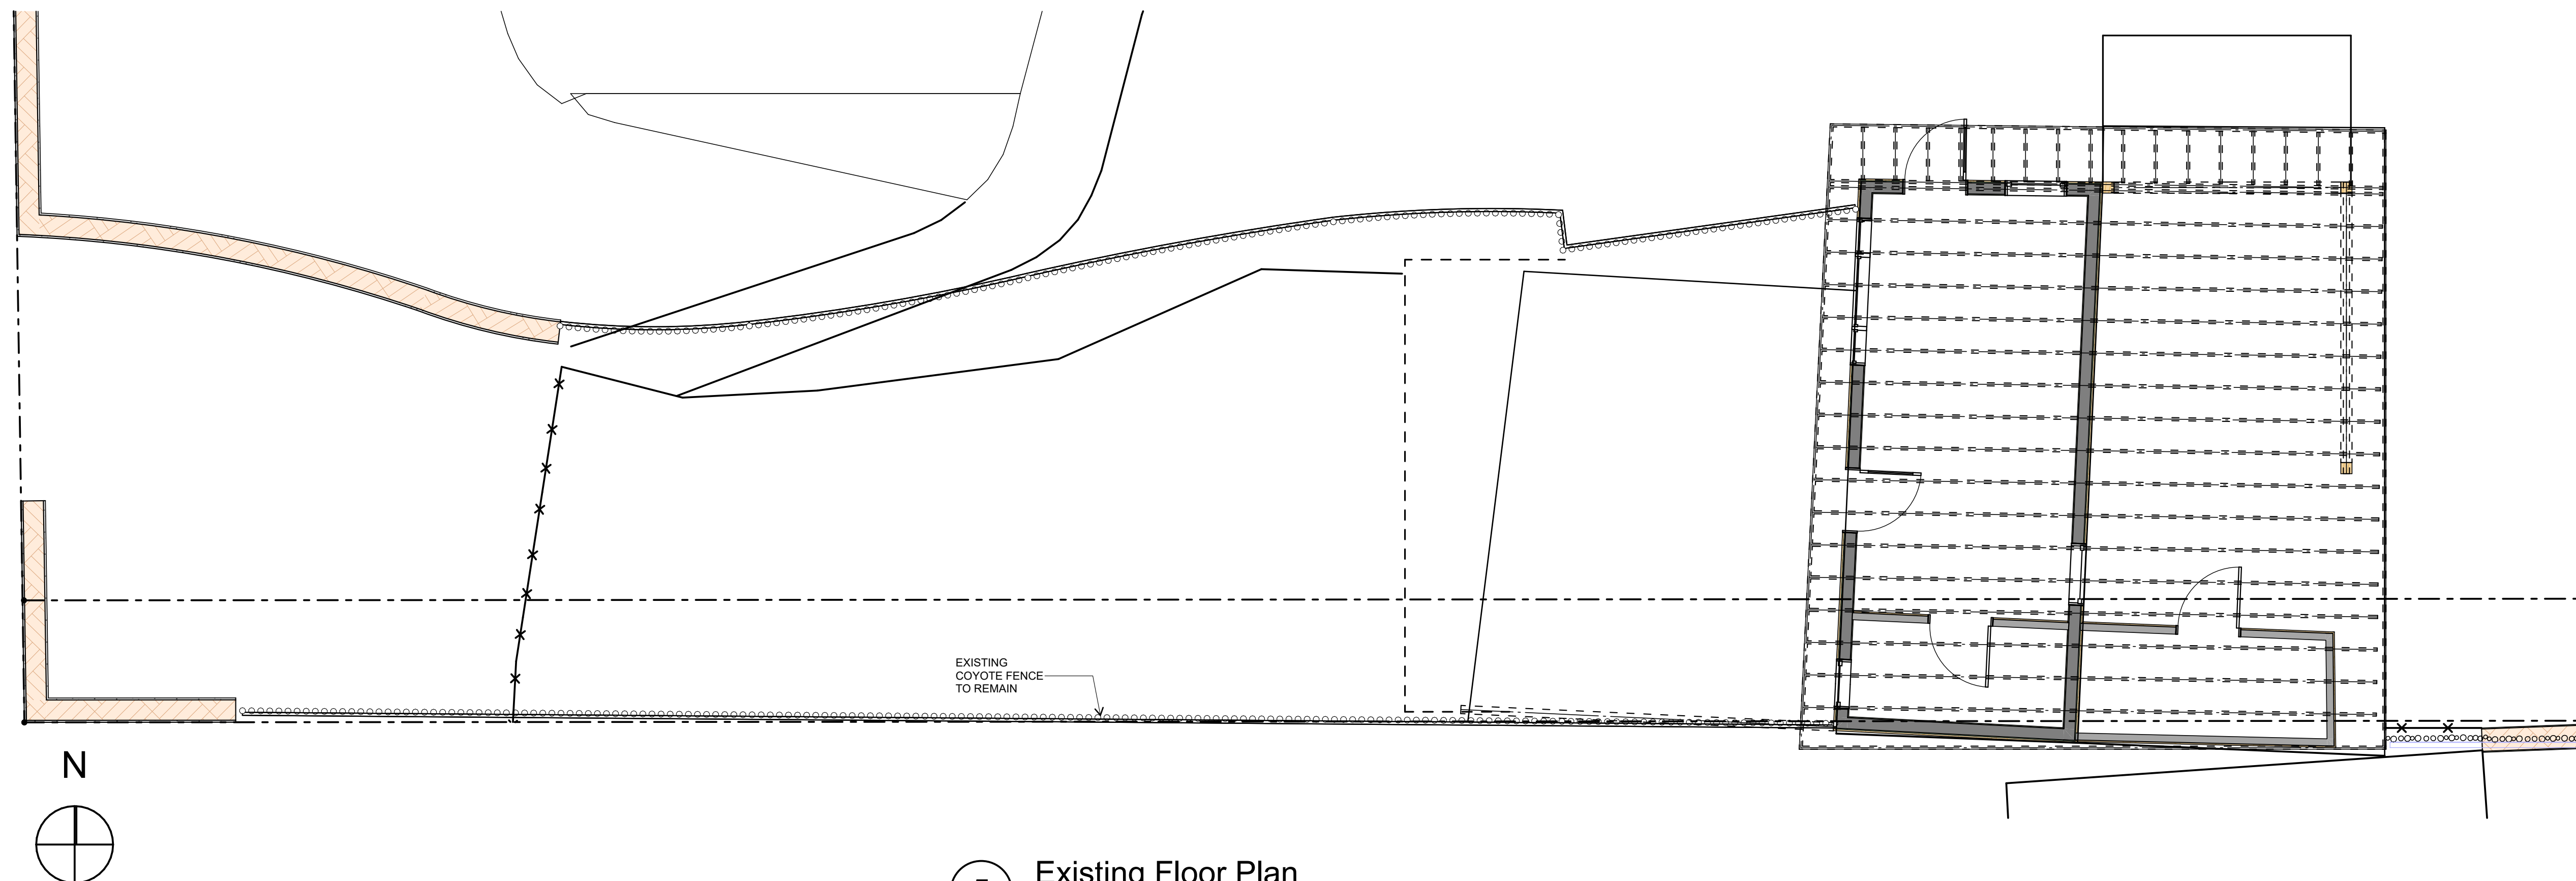 EXISTING
COYOTE FENCE
TO REMAIN
N
Existing Floor Plan